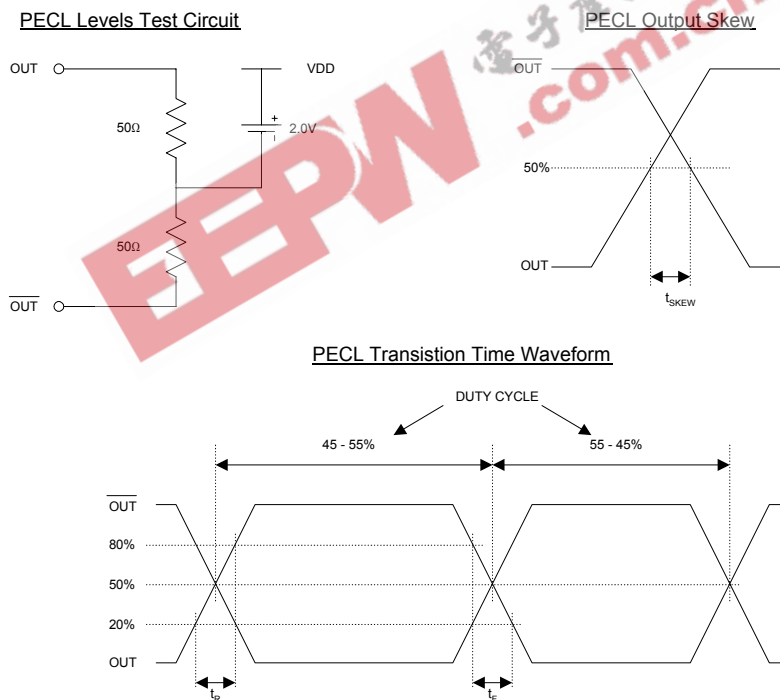 PECL Levels Test Circuit
OUT
VDD
50Ω
+
2.0V
-
50Ω
OUT
PECL Output Skew
OUT
50%
OUT
tSKEW
PECL Transistion Time Waveform
DUTY CYCLE
45 - 55%
55 - 45%
OUT
80%
50%
20%
OUT
tR
tF
EEPW
.com.cn